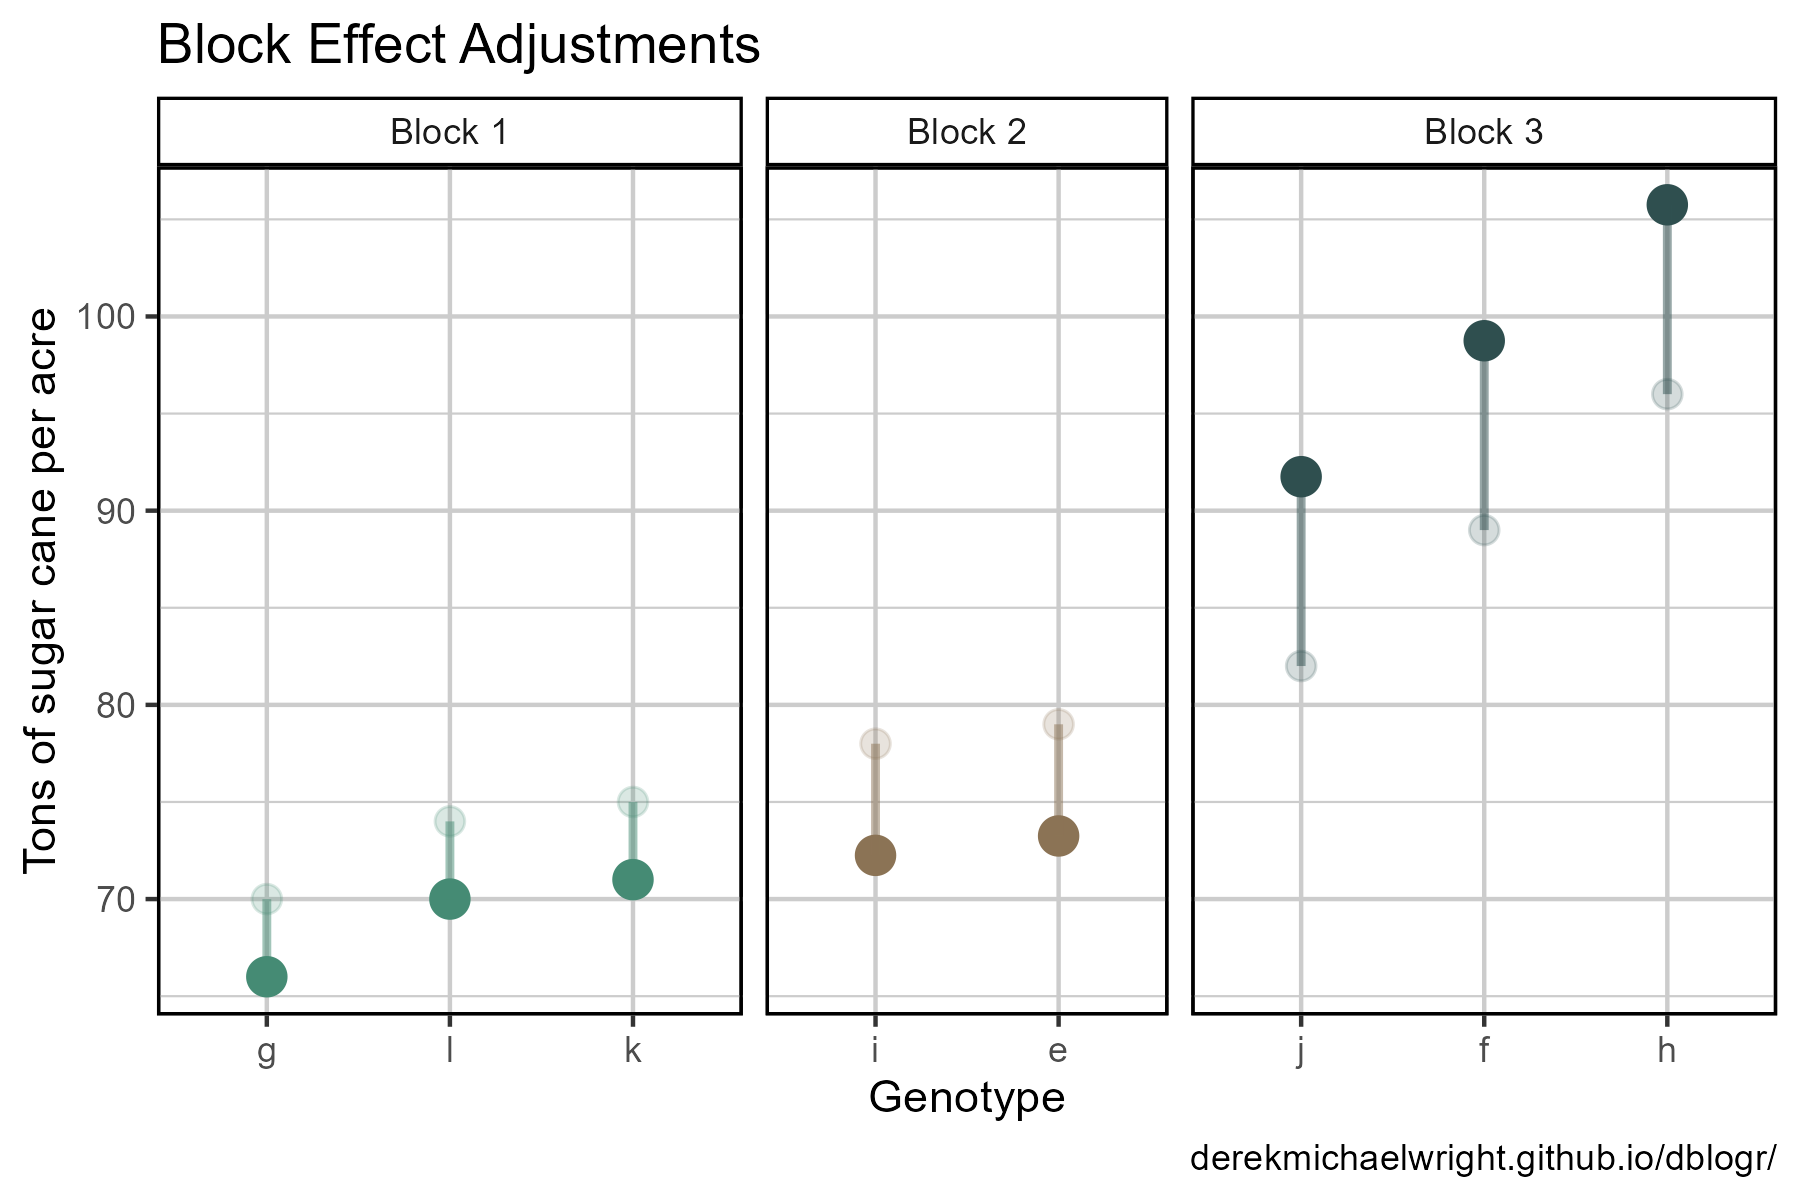 Block Effect Adjustments
Block 1
Block 2
Block 3
Tons of sugar cane per acre
100
90
80
70
g
l
k
i
e
j
f
h
Genotype
derekmichaelwright.github.io/dblogr/